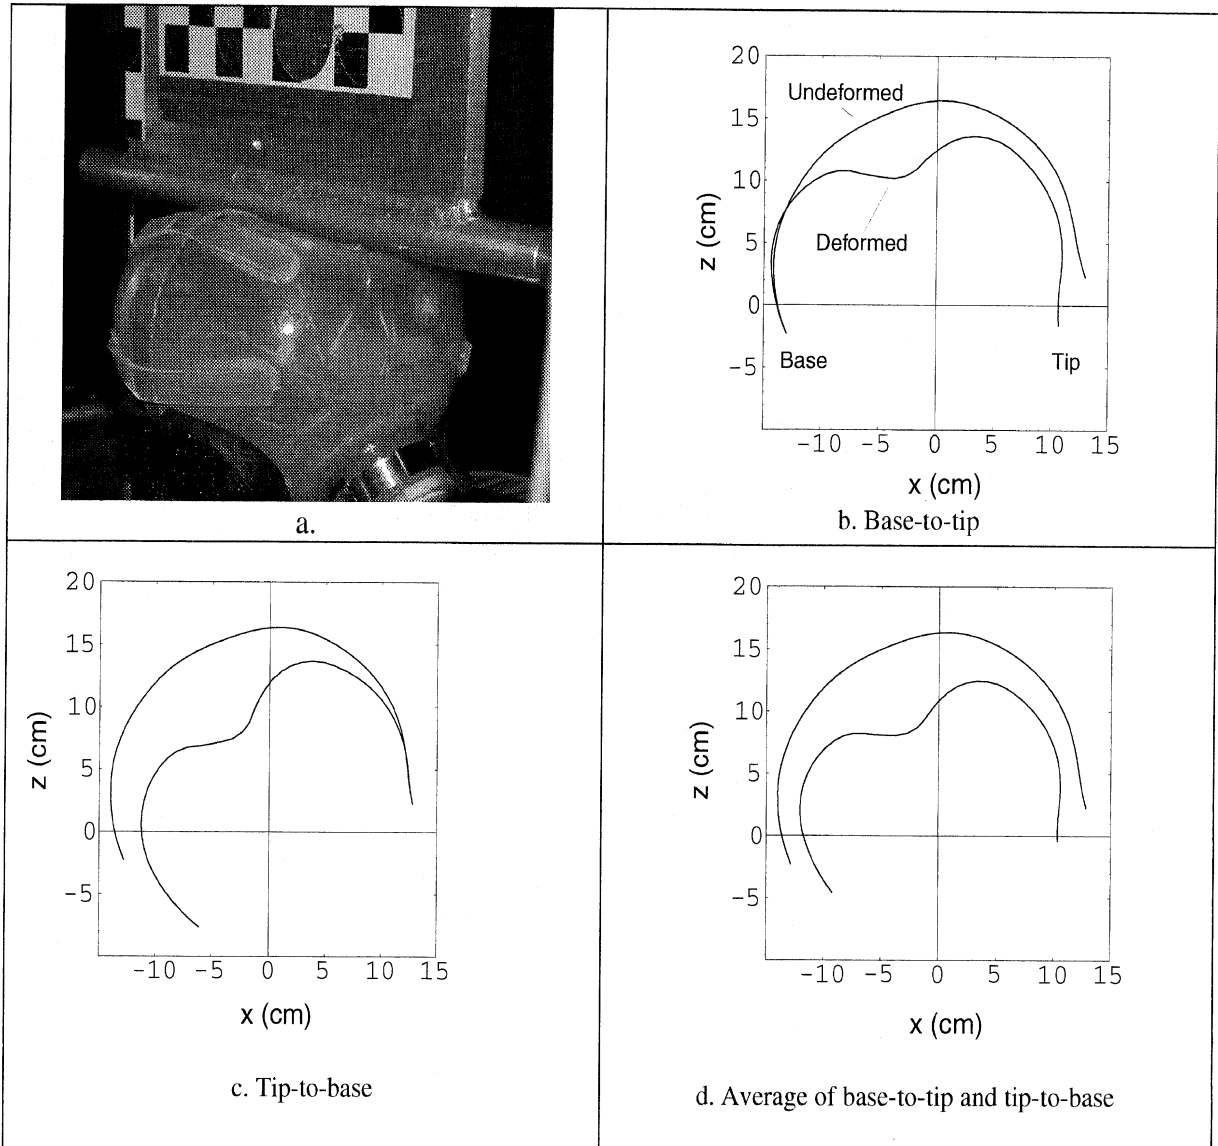 a.
20
15
10
5
0
-5
z (cm)
Undeformed
Deformed
Base
Tip
-10 -5 0 5 10 15
x (cm)
b. Base-to-tip
20
15
10
5
0
-5
z (cm)
-10 -5 0 5 10 15
x (cm)
c. Tip-to-base
20
15
10
5
0
-5
z (cm)
-10 -5 0 5 10 15
x (cm)
d. Average of base-to-tip and tip-to-base